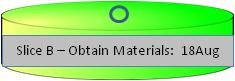 Slice B – Obtain Materials:  18Aug